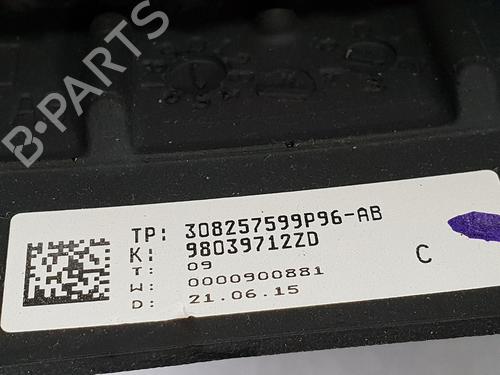 B-PARTS
TP: 308257599P96-AB
K: 98039712ZD
T: 09
W: 0000900881
D: 21.06.15
C